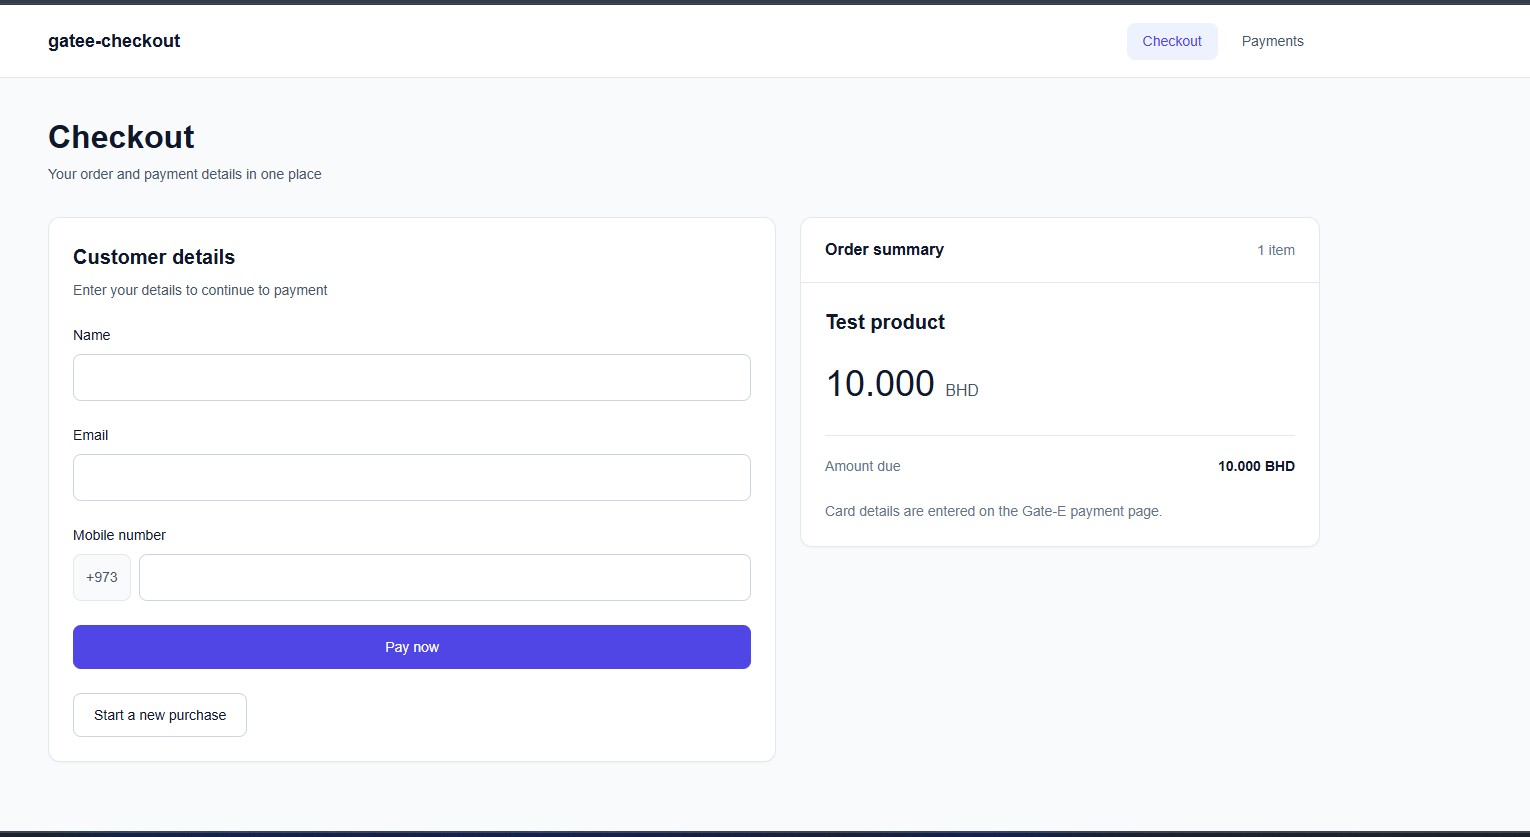 gatee-checkout
Checkout
Payments
Checkout
Your order and payment details in one place
Customer details
Enter your details to continue to payment
Name
Email
Mobile number
+973
Pay now
Start a new purchase
Order summary
1 item
Test product
10.000 BHD
Amount due
10.000 BHD
Card details are entered on the Gate-E payment page.